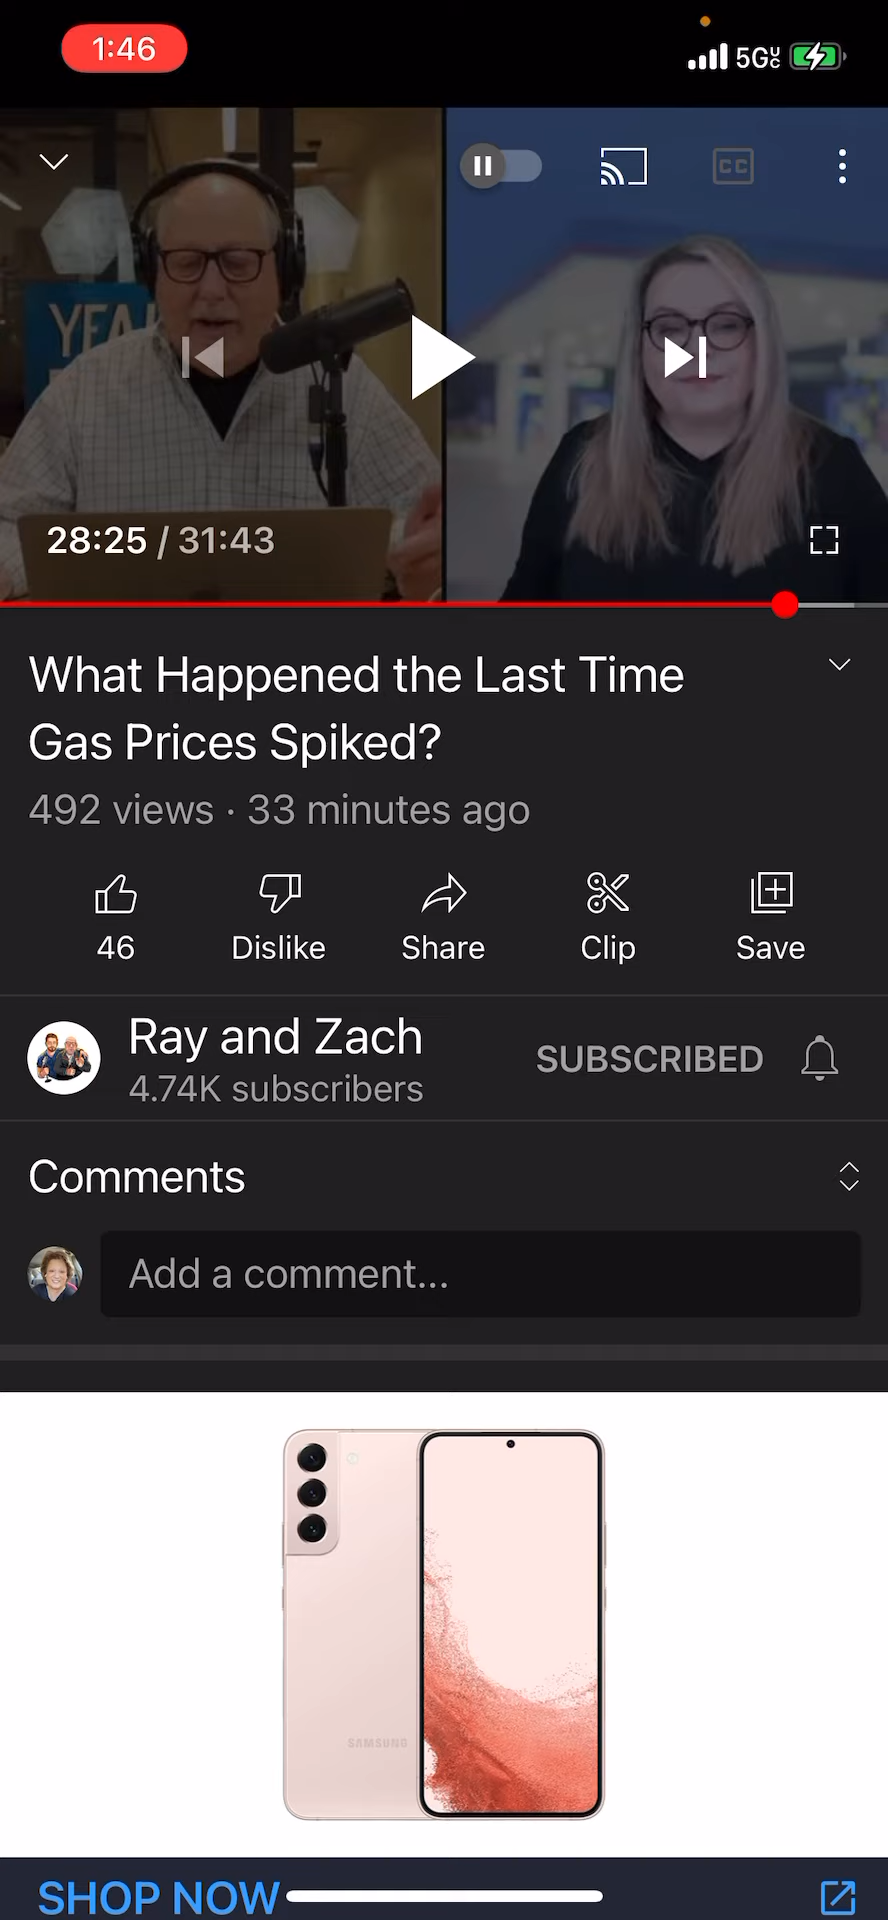 1:46
5G UC
YEA
CC
28:25 / 31:43
What Happened the Last Time
Gas Prices Spiked?
492 views · 33 minutes ago
46
Dislike
Share
Clip
Save
Ray and Zach
SUBSCRIBED
4.74K subscribers
Comments
Add a comment...
SAMSUNG
SHOP NOW